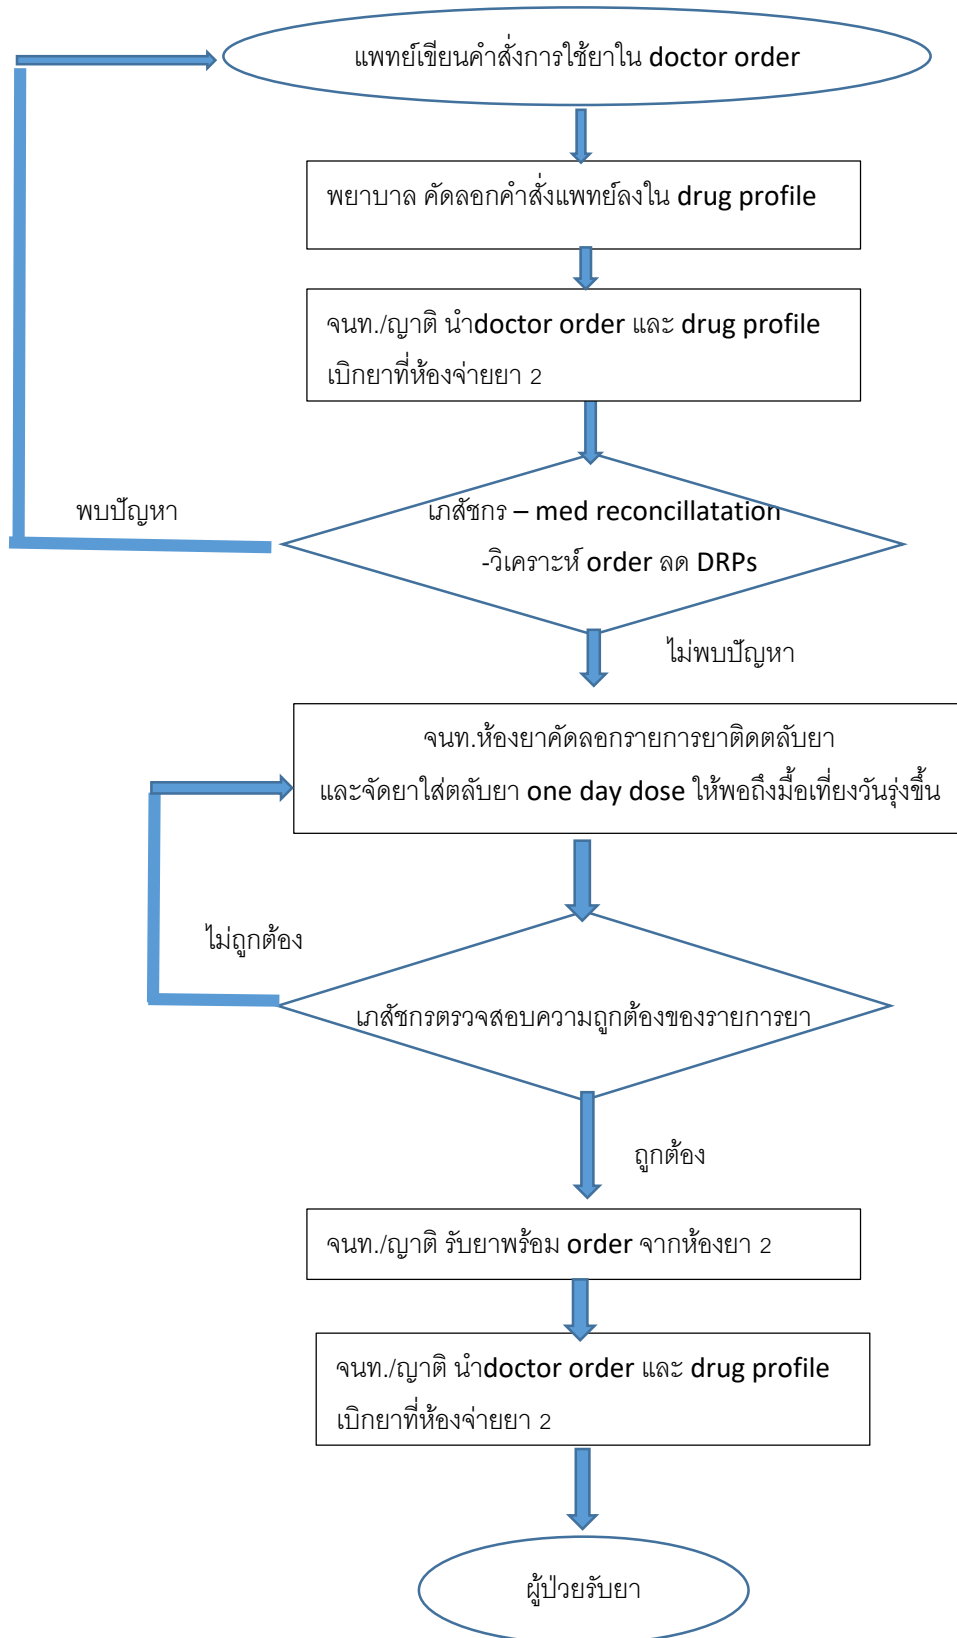 แพทย์เขียนคำสั่งการใช้ยาใน doctor order
พยาบาล คัดลอกคำสั่งแพทย์ลงใน drug profile
จนท./ญาติ นำdoctor order และ drug profile
เบิกยาที่ห้องจ่ายยา 2
พบปัญหา
เภสัชกร – med reconcillatation
-วิเคราะห์ order ลด DRPs
ไม่พบปัญหา
จนท.ห้องยาคัดลอกรายการยาติดตลับยา
และจัดยาใส่ตลับยา one day dose ให้พอถึงมื้อเที่ยงวันรุ่งขึ้น
ไม่ถูกต้อง
เภสัชกรตรวจสอบความถูกต้องของรายการยา
ถูกต้อง
จนท./ญาติ รับยาพร้อม order จากห้องยา 2
จนท./ญาติ นำdoctor order และ drug profile
เบิกยาที่ห้องจ่ายยา 2
ผู้ป่วยรับยา